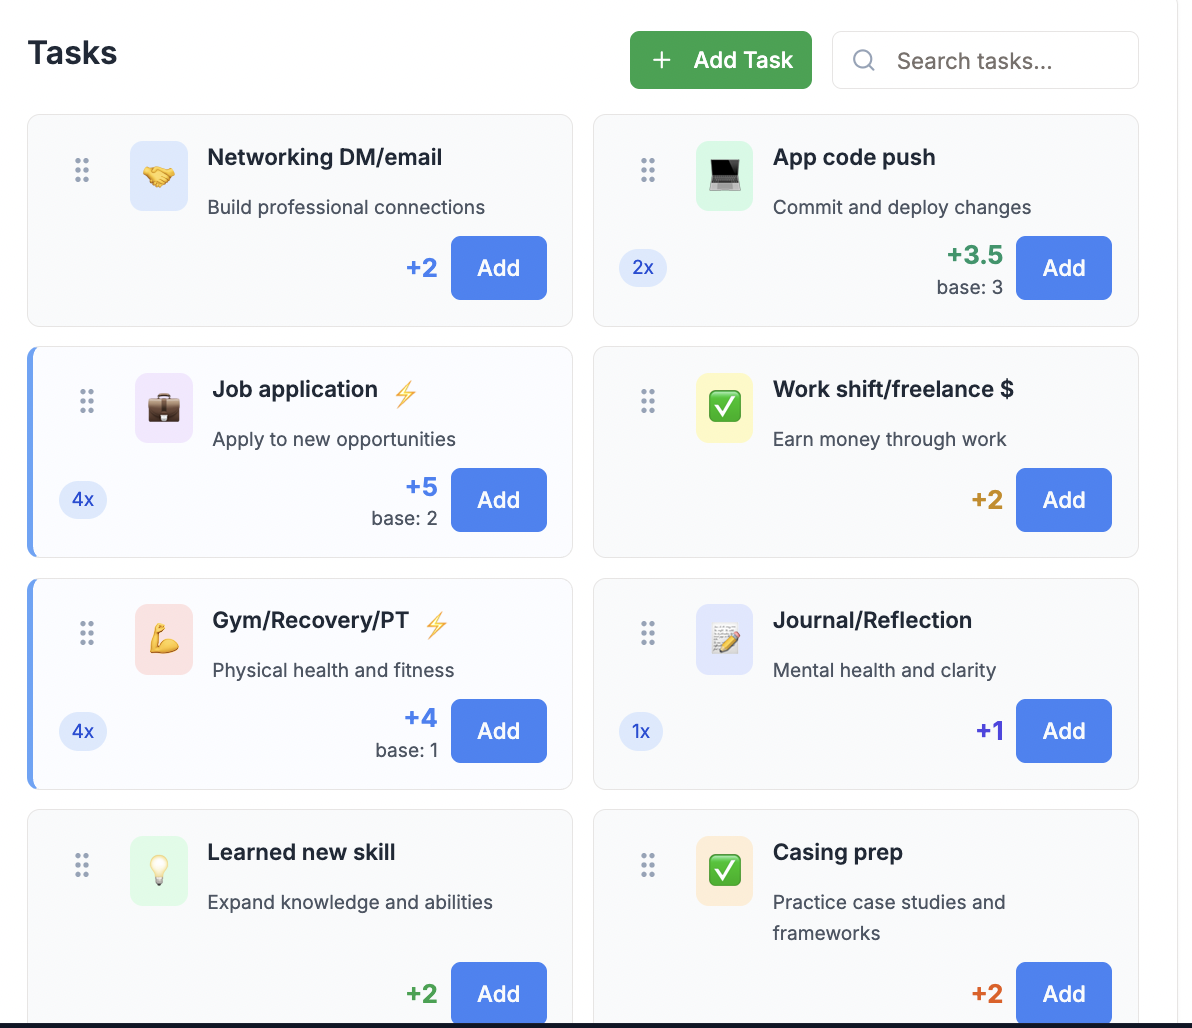 Tasks
+ Add Task
Search tasks...
Networking DM/email
Build professional connections
+2
Add
App code push
Commit and deploy changes
2x
+3.5
base: 3
Add
Job application
Apply to new opportunities
4x
+5
base: 2
Add
Work shift/freelance $
Earn money through work
+2
Add
Gym/Recovery/PT
Physical health and fitness
4x
+4
base: 1
Add
Journal/Reflection
Mental health and clarity
1x
+1
Add
Learned new skill
Expand knowledge and abilities
+2
Add
Casing prep
Practice case studies and
frameworks
+2
Add